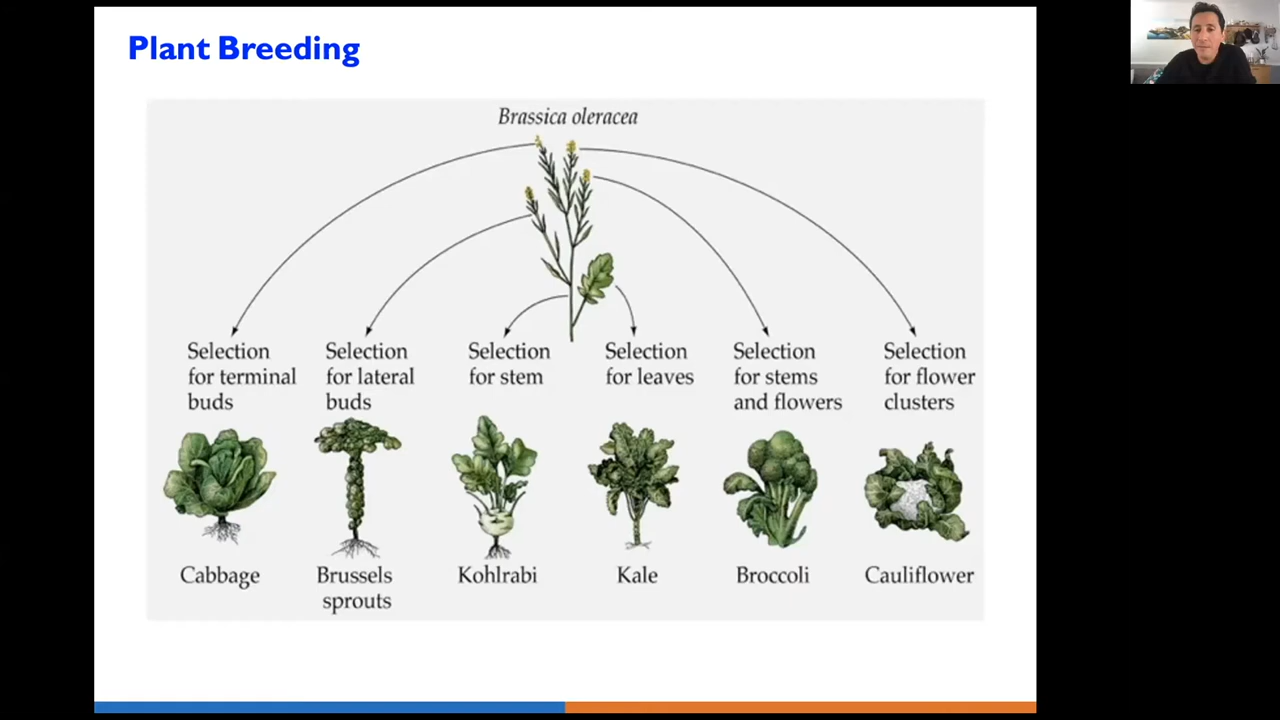 Plant Breeding
Brassica oleracea
Selection
for terminal
buds
Selection
for lateral
buds
Selection
for stem
Selection
for leaves
Selection
for stems
and flowers
Selection
for flower
clusters
Cabbage
Brussels
sprouts
Kohlrabi
Kale
Broccoli
Cauliflower